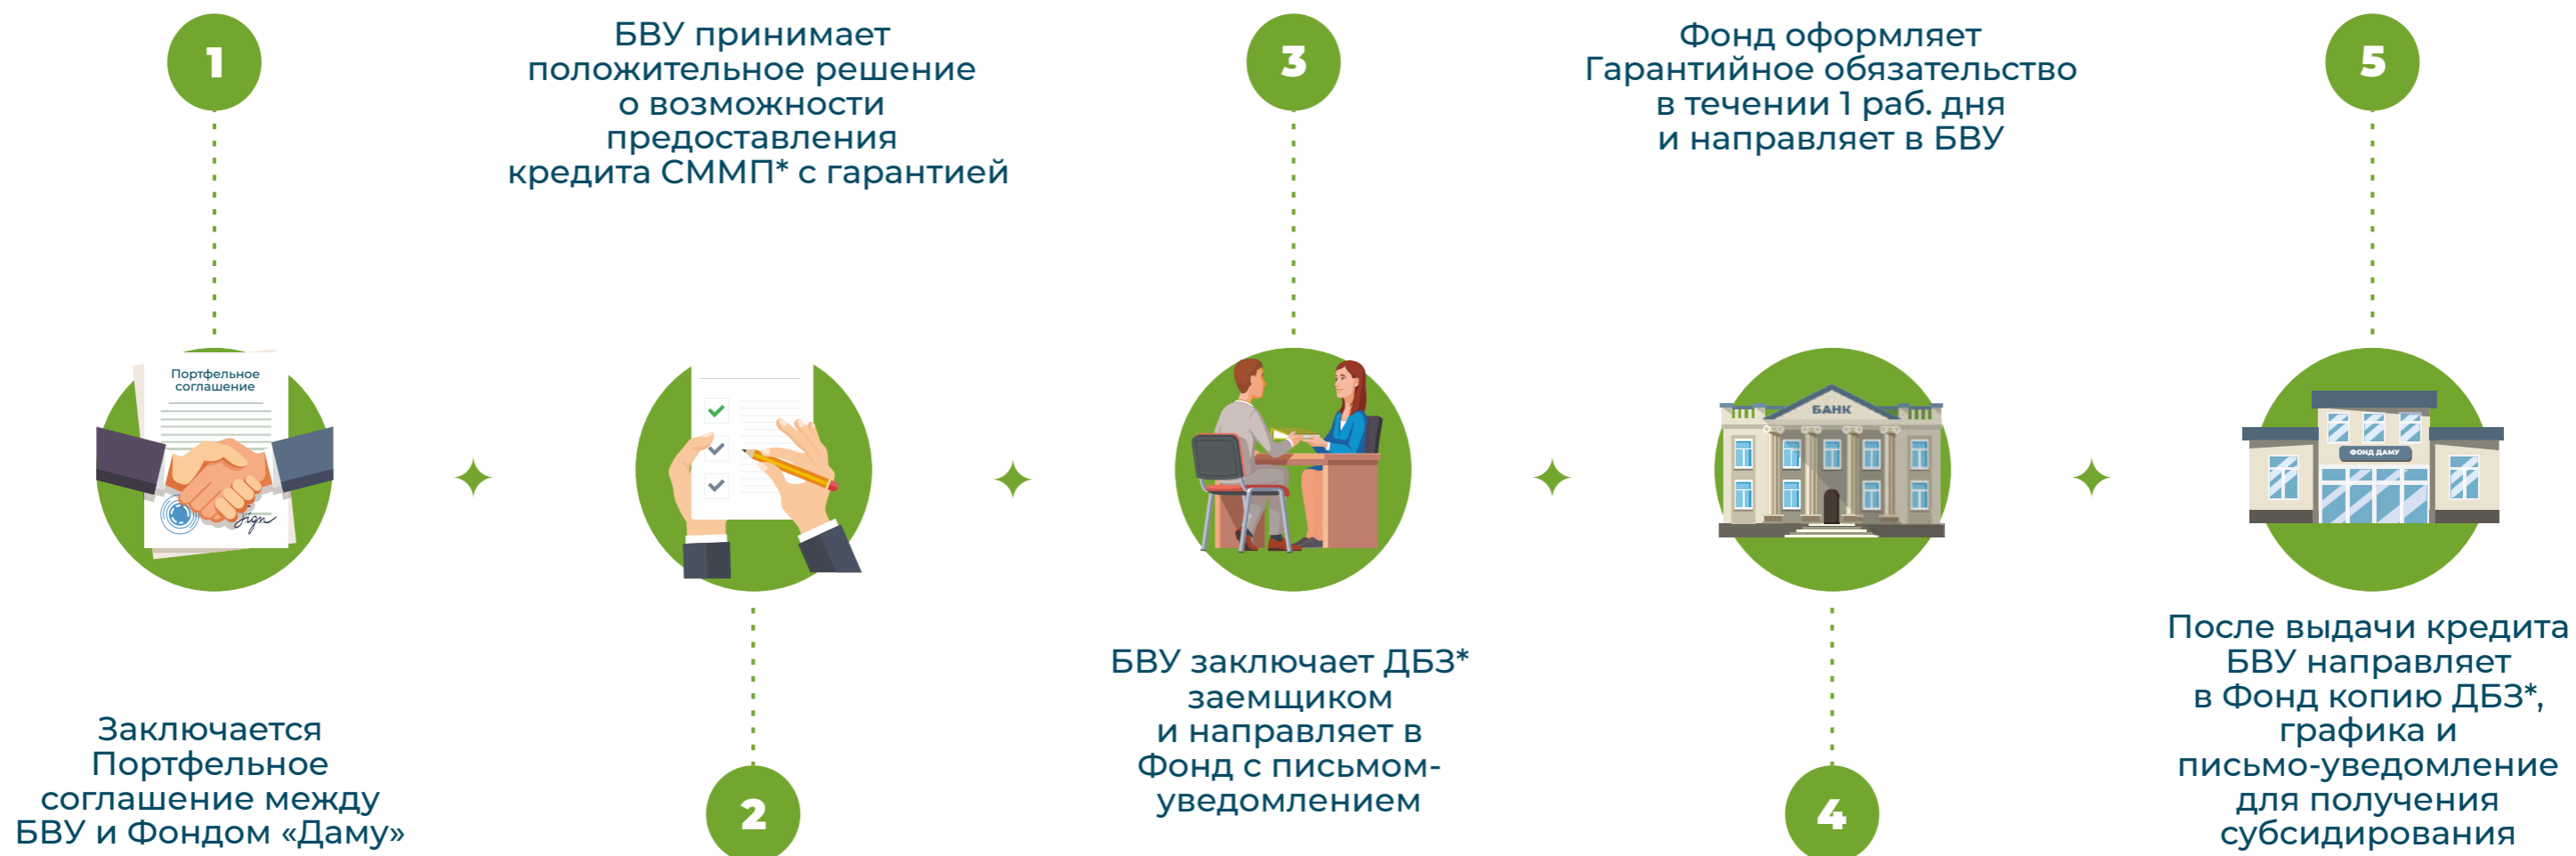 1
Портфельное
соглашение
Sign
Заключается
Портфельное
соглашение между
БВУ и Фондом «Даму»
БВУ принимает
положительное решение
о возможности
предоставления
кредита СММП* с гарантией
2
3
БВУ заключает ДБЗ*
заемщиком
и направляет в
Фонд с письмом-
уведомлением
Фонд оформляет
Гарантийное обязательство
в течении 1 раб. дня
и направляет в БВУ
БАНК
4
5
ФОНД ДАМУ
После выдачи кредита
БВУ направляет
в Фонд копию ДБЗ*,
графика и
письмо-уведомление
для получения
субсидирования